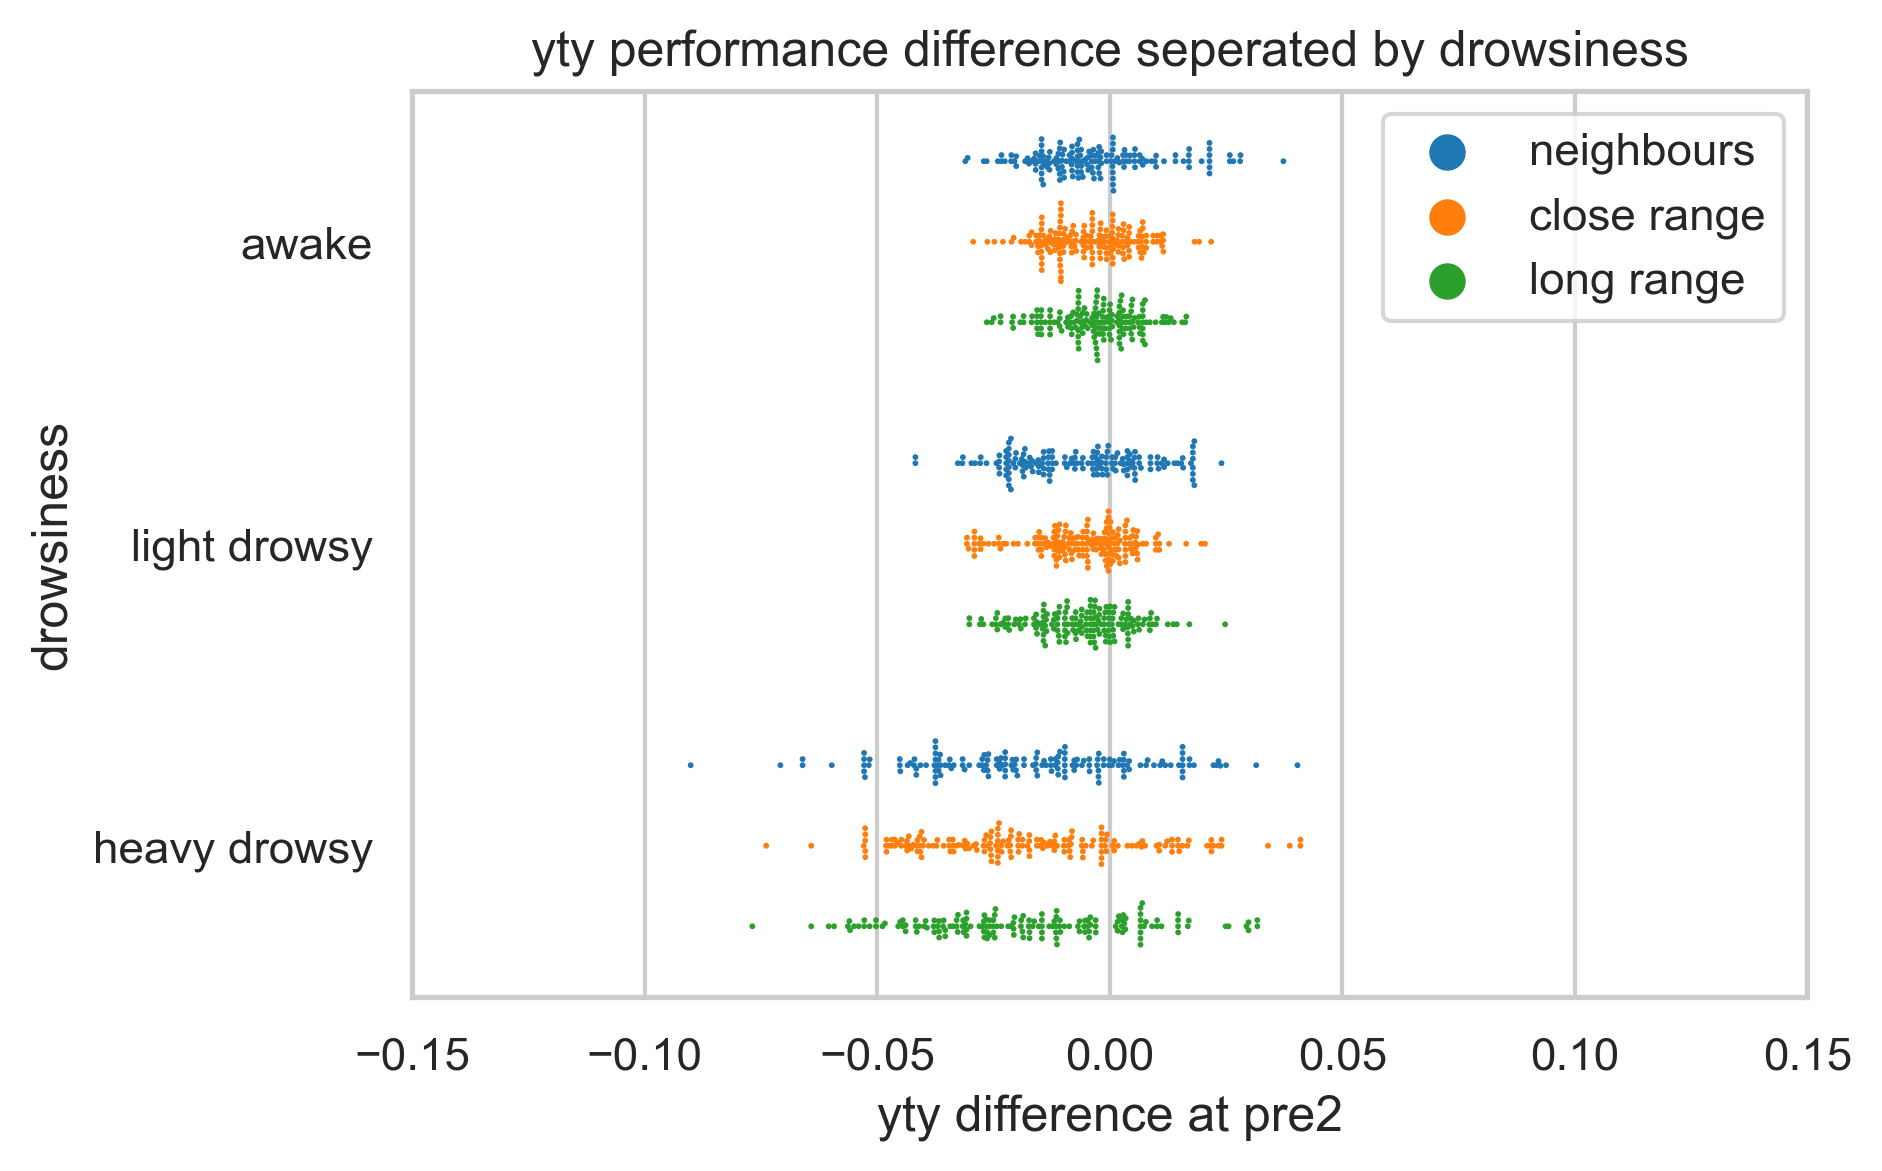 yty performance difference seperated by drowsiness
neighbours
close range
long range
awake
light drowsy
heavy drowsy
drowsiness
−0.15 −0.10 −0.05 0.00 0.05 0.10 0.15
yty difference at pre2